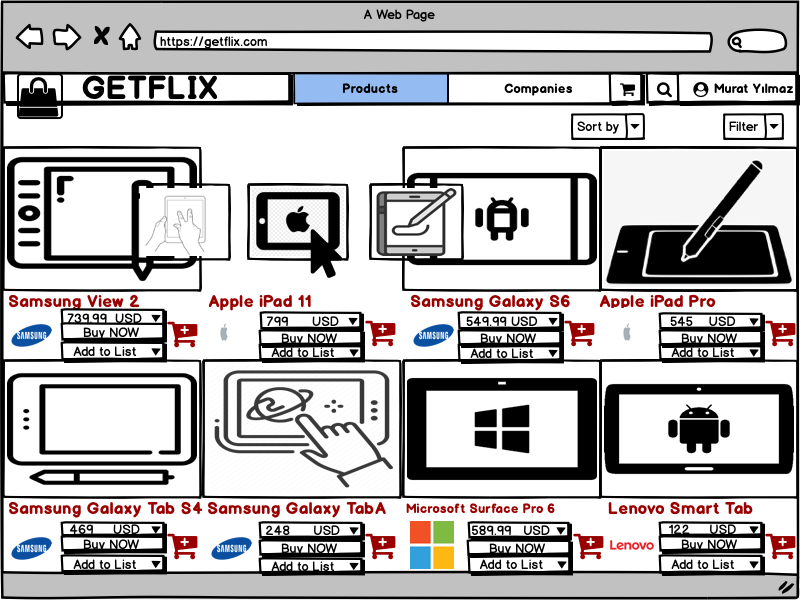 A Web Page
https://getflix.com
GETFLIX
Products
Companies
Murat Yılmaz
Sort by
Filter
Samsung View 2
Apple iPad 11
Samsung Galaxy S6
Apple iPad Pro
SAMSUNG
739.99 USD
Buy NOW
Add to List
799 USD
Buy NOW
Add to List
SAMSUNG
549.99 USD
Buy NOW
Add to List
545 USD
Buy NOW
Add to List
Samsung Galaxy Tab S4
Samsung Galaxy TabA
Microsoft Surface Pro 6
Lenovo Smart Tab
SAMSUNG
469 USD
Buy NOW
Add to List
SAMSUNG
248 USD
Buy NOW
Add to List
589.99 USD
Buy NOW
Add to List
Lenovo
122 USD
Buy NOW
Add to List